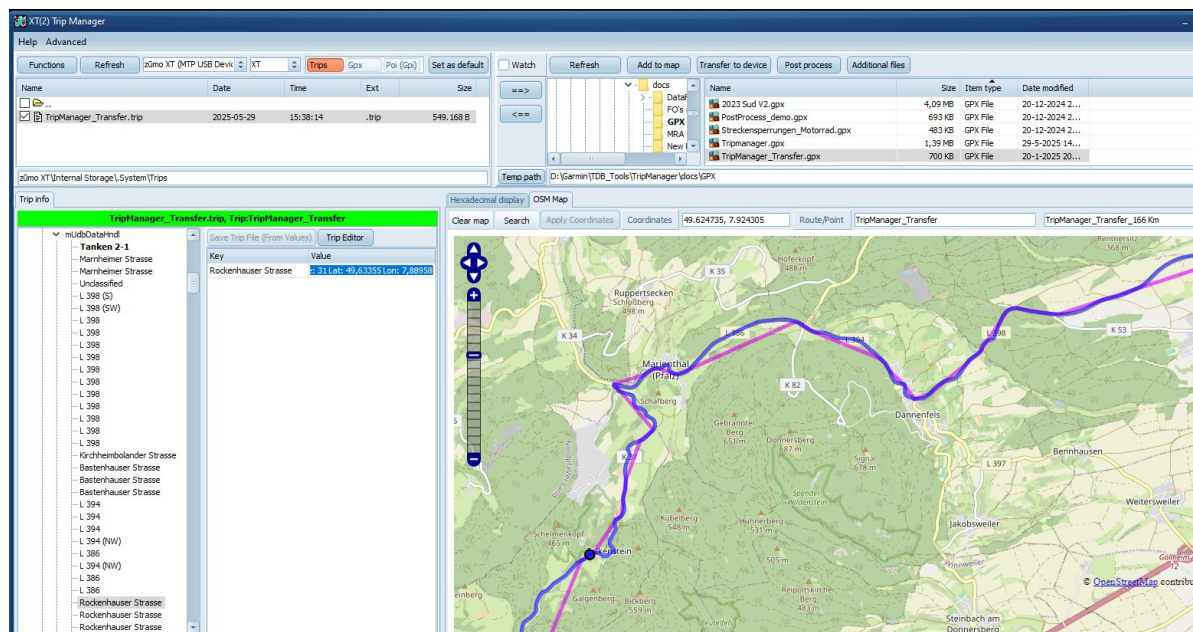 XT(2) Trip Manager
Help Advanced
Functions Refresh zūmo XT (MTP USB Devic XT Trips Gpx Poi (Gpi) Set as default
Name Date Time Ext Size
..
TripManager_Transfer.trip 2025-05-29 15:38:14 .trip 549.168 B
zūmo XT\Internal Storage\.System\Trips
Watch Refresh Add to map Transfer to device Post process Additional files
==>
<==
docs
FO's
GPX
MRA
Name Size Item type Date modified
2023 Sud V2.gpx 4,09 MB GPX File 20-12-2024 2...
PostProcess_demo.gpx 693 KB GPX File 20-12-2024 2...
Streckensperrungen_Motorrad.gpx 483 KB GPX File 20-12-2024 2...
Tripmanager.gpx 1,39 MB GPX File 29-5-2025 14...
TripManager_Transfer.gpx 700 KB GPX File 20-1-2025 20...
Temp path D:\Garmin\TDB_Tools\TripManager\docs\GPX
Trip info
TripManager_Transfer.trip, Trip:TripManager_Transfer
mUdbDataHndl
Tanken 2-1
Marnheimer Strasse
Marnheimer Strasse
Unclassified
L 398 (S)
L 398 (SW)
L 398
L 398
L 398
L 398
L 398
L 398
L 398
L 398
L 398
L 398
L 398
Kirchheimbolander Strasse
Bastenhauser Strasse
Bastenhauser Strasse
Bastenhauser Strasse
L 394
L 394
L 394
L 394 (NW)
L 386
L 394 (NW)
L 386
L 386
Rockenhauser Strasse
Rockenhauser Strasse
Rockenhauser Strasse
Save Trip File (From Values) Trip Editor
Key Value
Rockenhauser Strasse : 31 Lat: 49,63355 Lon: 7,88958
Hexadecimal display OSM Map
Clear map Search Apply Coordinates Coordinates 49.624735, 7.924305 Route/Point TripManager_Transfer TripManager_Transfer_166 Km
Rentnersitz
368 m
Höferkopf
488 m
K 35
Ruppertsecken
Schloßberg
498 m
K 34
L 386
L 394
L 398
K 53
Marienthal
(Pfalz)
K 82
Schafberg
Dannenfels
Gebrannter
Berg
651 m
Donnersberg
687 m
Signal
678 m
L 397
Bennhausen
Spendel
Wildenstein
Weitersweiler
Kübelberg
548 m
Hühnerberg
531 m
Jakobsweiler
Schelmenkopf
465 m
505 m
Göllheim
12
© OpenStreetMap contribu
Galgenberg
Bickberg
559 m
Reipoltskircher
Berg
483 m
Beutelfels
Steinbach am
Donnersberg